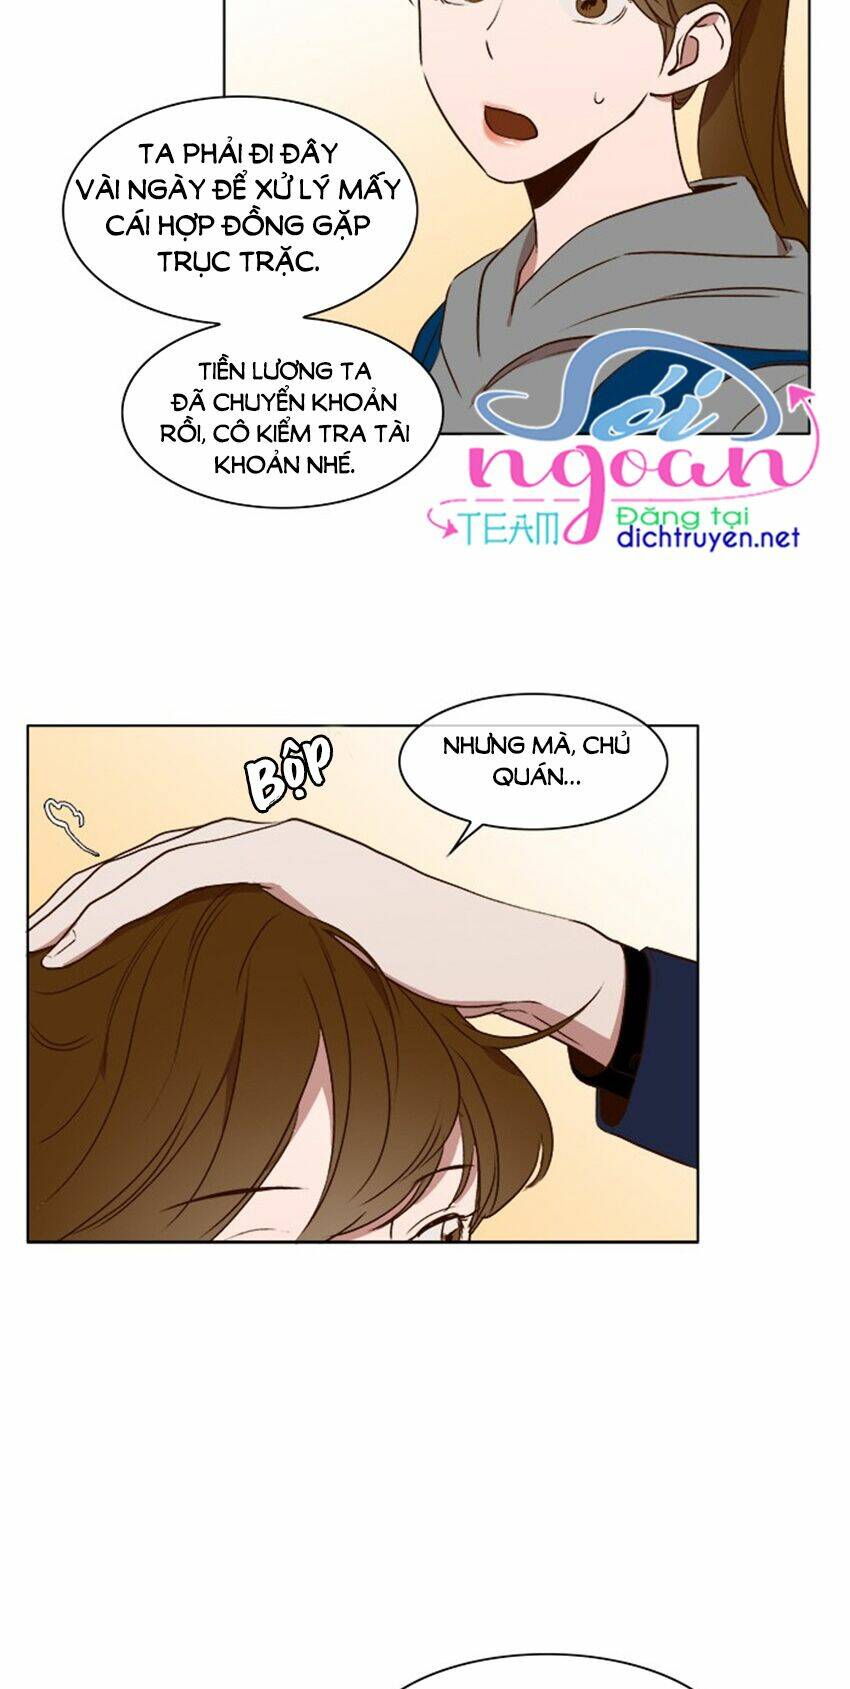 TA PHẢI ĐI ĐÂY
VÀI NGÀY ĐỂ XỬ LÝ MẤY
CÁI HỢP ĐỒNG GẶP
TRỤC TRẶC.
TIỀN LƯƠNG TA
ĐÃ CHUYỂN KHOẢN
RỒI, CÔ KIỂM TRA TÀI
KHOẢN NHÉ.
Sói
ngoan
TEAM
Đăng tại
dichtruyen.net
NHƯNG MÀ, CHỦ
QUÁN...
BỘP